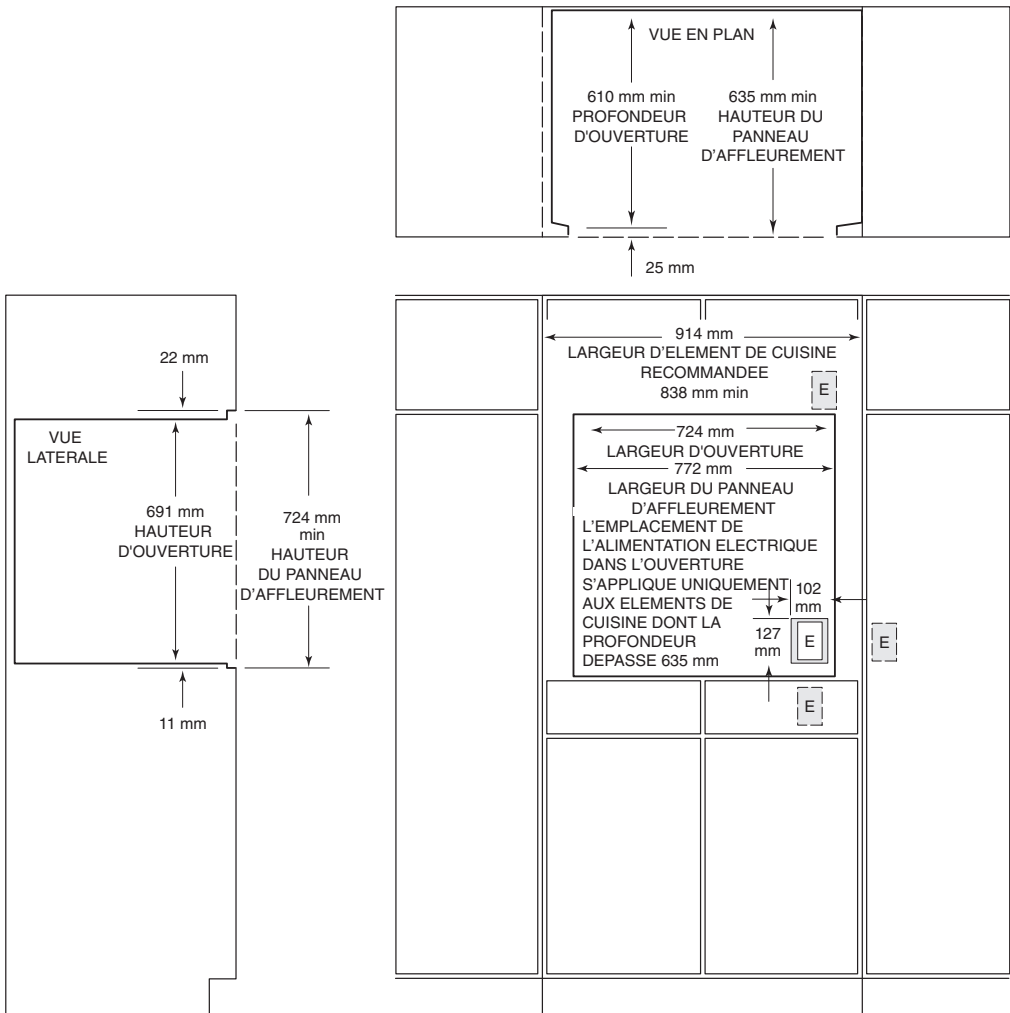 VUE EN PLAN
610 mm min
PROFONDEUR
D'OUVERTURE
635 mm min
HAUTEUR DU
PANNEAU
D'AFFLEUREMENT
25 mm
22 mm
VUE
LATERALE
691 mm
HAUTEUR
D'OUVERTURE
724 mm
min
HAUTEUR
DU PANNEAU
D'AFFLEUREMENT
11 mm
914 mm
LARGEUR D'ELEMENT DE CUISINE
RECOMMANDEE
838 mm min
E
724 mm
LARGEUR D'OUVERTURE
772 mm
LARGEUR DU PANNEAU
D'AFFLEUREMENT
L'EMPLACEMENT DE
L'ALIMENTATION ELECTRIQUE
DANS L'OUVERTURE
S'APPLIQUE UNIQUEMENT
AUX ELEMENTS DE
CUISINE DONT LA
PROFONDEUR
DEPASSE 635 mm
102
mm
127
mm
E
E
E